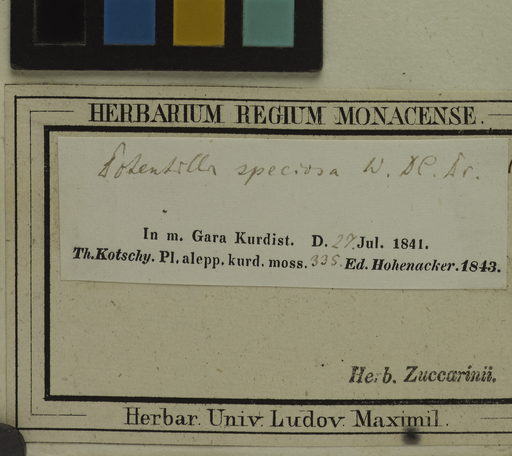 HERBARIUM REGIUM MONACENSE.
Potentilla speciosa W. DC. Pr.
In m. Gara Kurdist. D. 27. Jul. 1841.
Th. Kotschy. Pl. alepp. kurd. moss. 335. Ed. Hohenacker. 1843.
Herb. Zuccarinii.
Herbar. Univ. Ludov. Maximil.